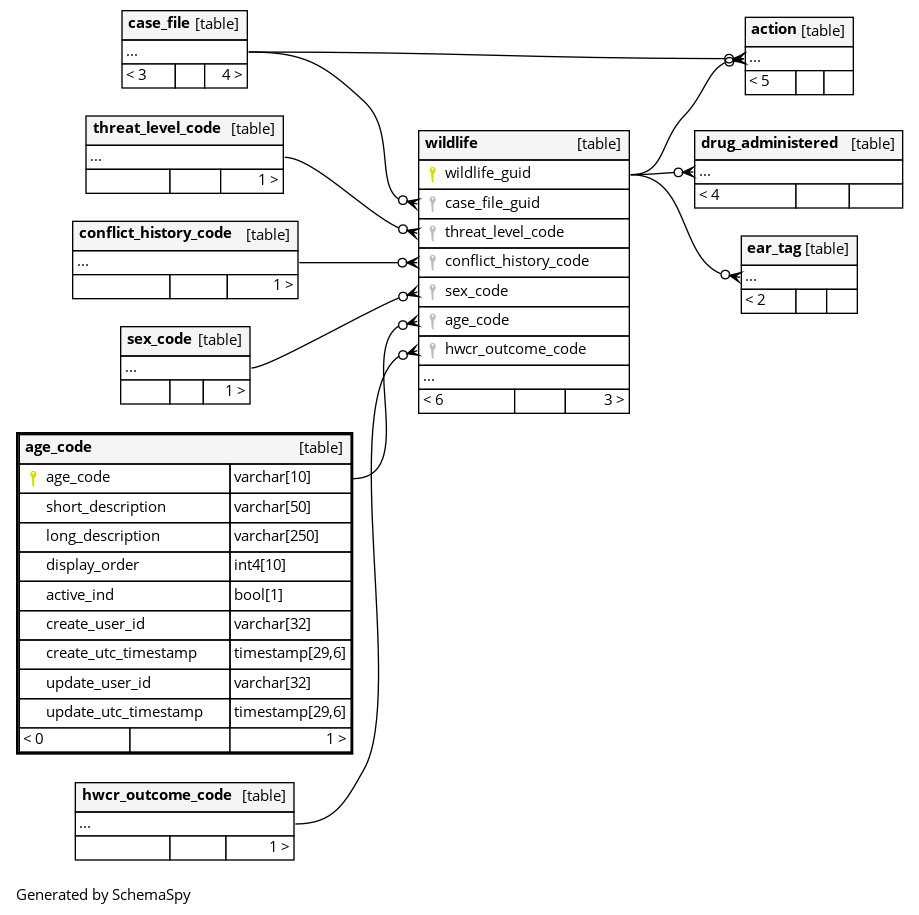 case_file [table]
...
< 3 4 >
threat_level_code [table]
...
1 >
conflict_history_code [table]
...
1 >
sex_code [table]
...
1 >
age_code [table]
age_code varchar[10]
short_description varchar[50]
long_description varchar[250]
display_order int4[10]
active_ind bool[1]
create_user_id varchar[32]
create_utc_timestamp timestamp[29,6]
update_user_id varchar[32]
update_utc_timestamp timestamp[29,6]
< 0 1 >
hwcr_outcome_code [table]
...
1 >
wildlife [table]
wildlife_guid
case_file_guid
threat_level_code
conflict_history_code
sex_code
age_code
hwcr_outcome_code
...
< 6 3 >
action [table]
...
< 5
drug_administered [table]
...
< 4
ear_tag [table]
...
< 2
Generated by SchemaSpy